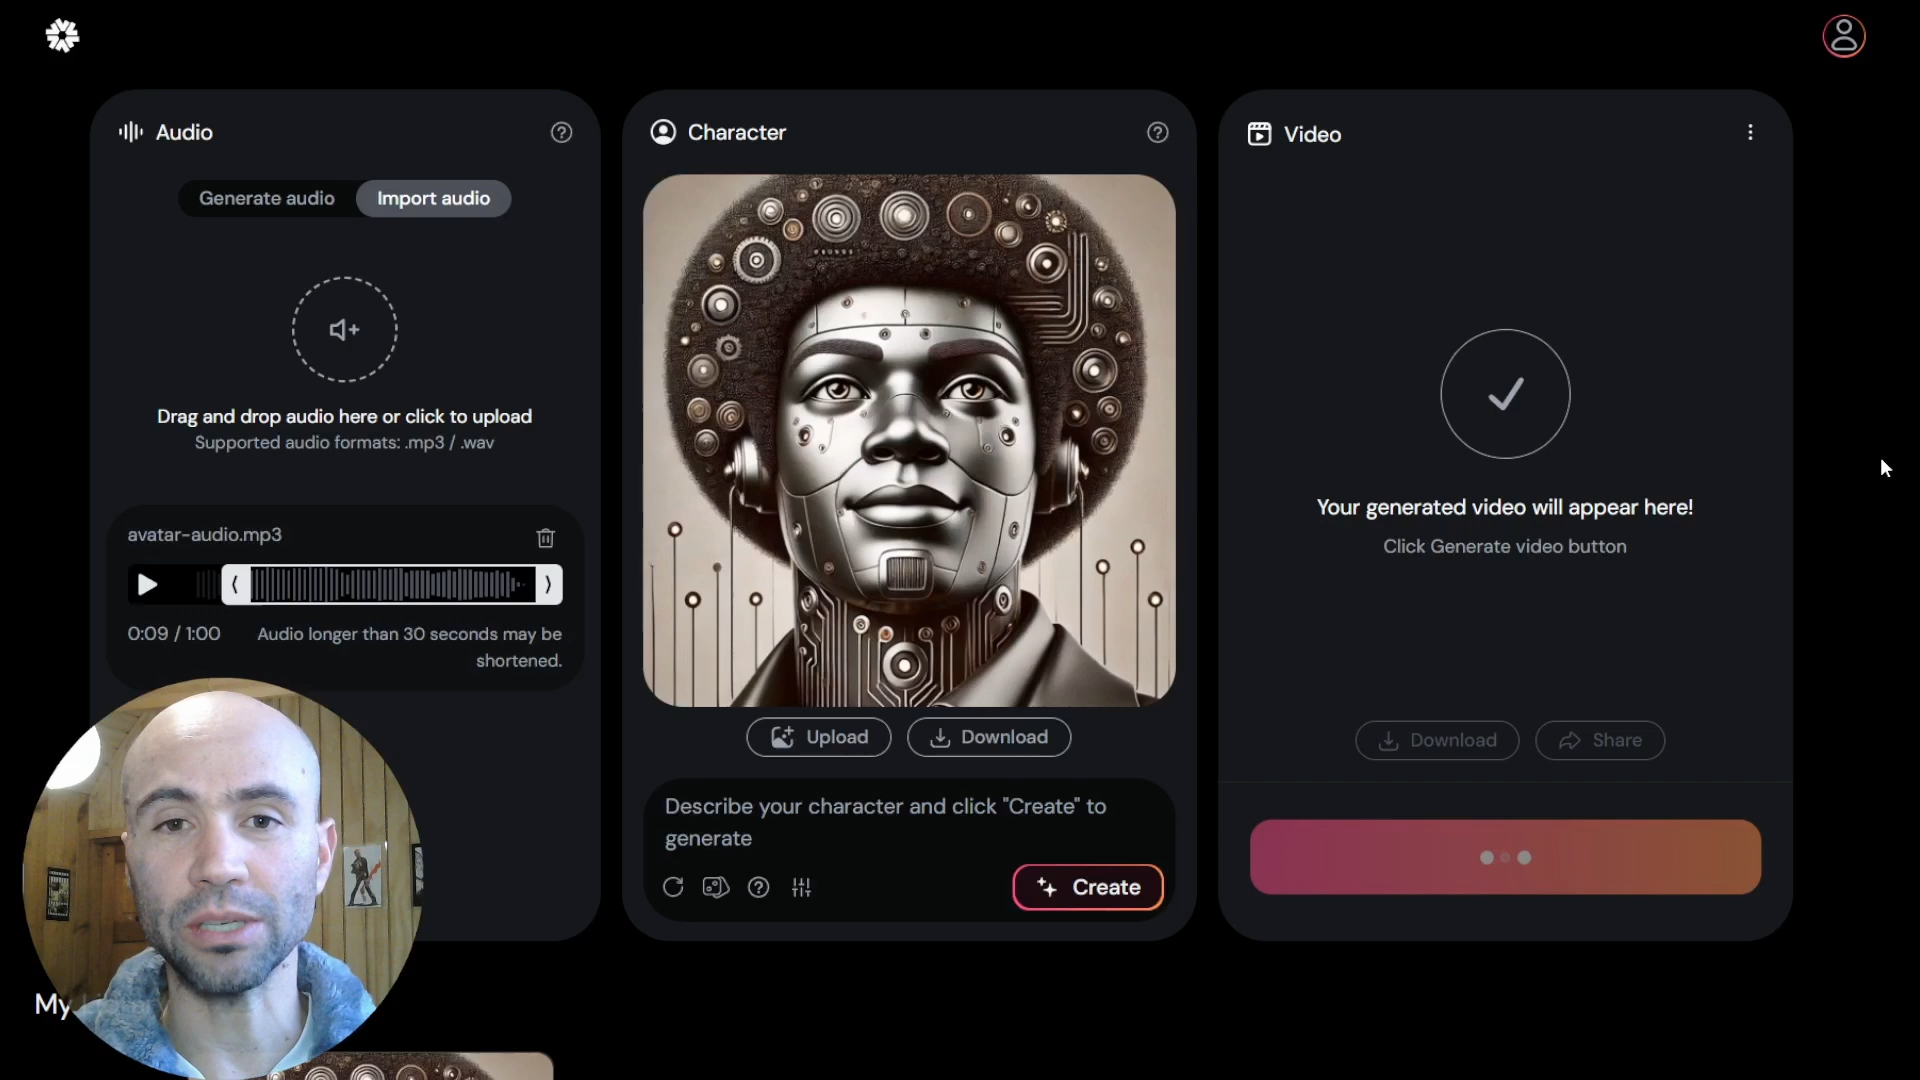 Audio
Generate audio
Import audio
Drag and drop audio here or click to upload
Supported audio formats: .mp3 / .wav
avatar-audio.mp3
0:09 / 1:00
Audio longer than 30 seconds may be
shortened.
Character
Upload
Download
Describe your character and click "Create" to
generate
Create
Video
Your generated video will appear here!
Click Generate video button
Download
Share
My